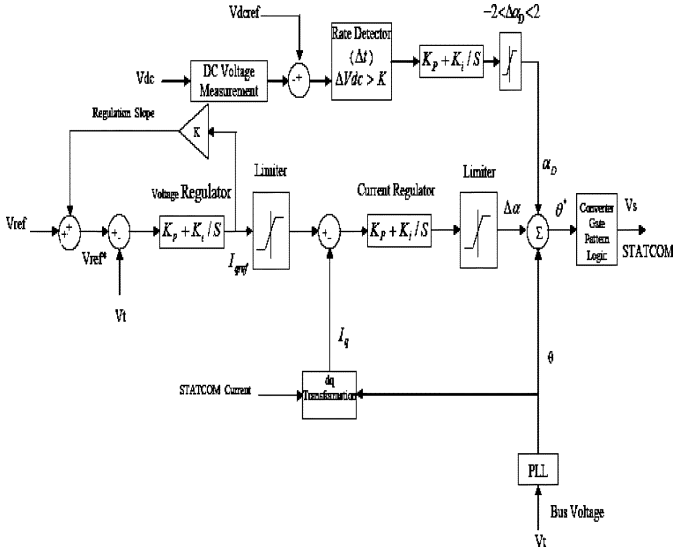 Vdcref
−2<Δα_D<2
Rate Detector
(Δt)
ΔVdc > K
Vdc
DC Voltage
Measurement
-+
K_P + K_i / S
Regulation Slope
K
α_D
Voltage Regulator
Limiter
Current Regulator
Limiter
Vref
++
Vref*
+-
K_P + K_i / S
I_qref
+-
K_P + K_i / S
Δα
Σ
θ*
Converter
Gate
Pattern
Logic
Vs
STATCOM
Vt
I_q
θ
STATCOM Current
dq
Transformation
PLL
Bus Voltage
Vt